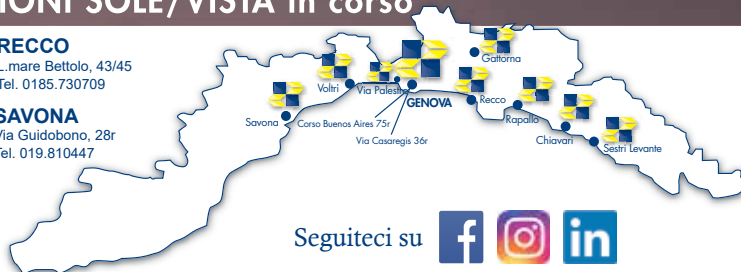 IONI SOLE/VISTA in corso
RECCO
L.mare Bettolo, 43/45
Tel. 0185.730709
SAVONA
Via Guidobono, 28r
Tel. 019.810447
Gattorna
Voltri
Via Palestro
GENOVA
Recco
Savona
Corso Buenos Aires 75r
Rapallo
Via Casaregis 36r
Chiavari
Sestri Levante
Seguiteci su
f
in